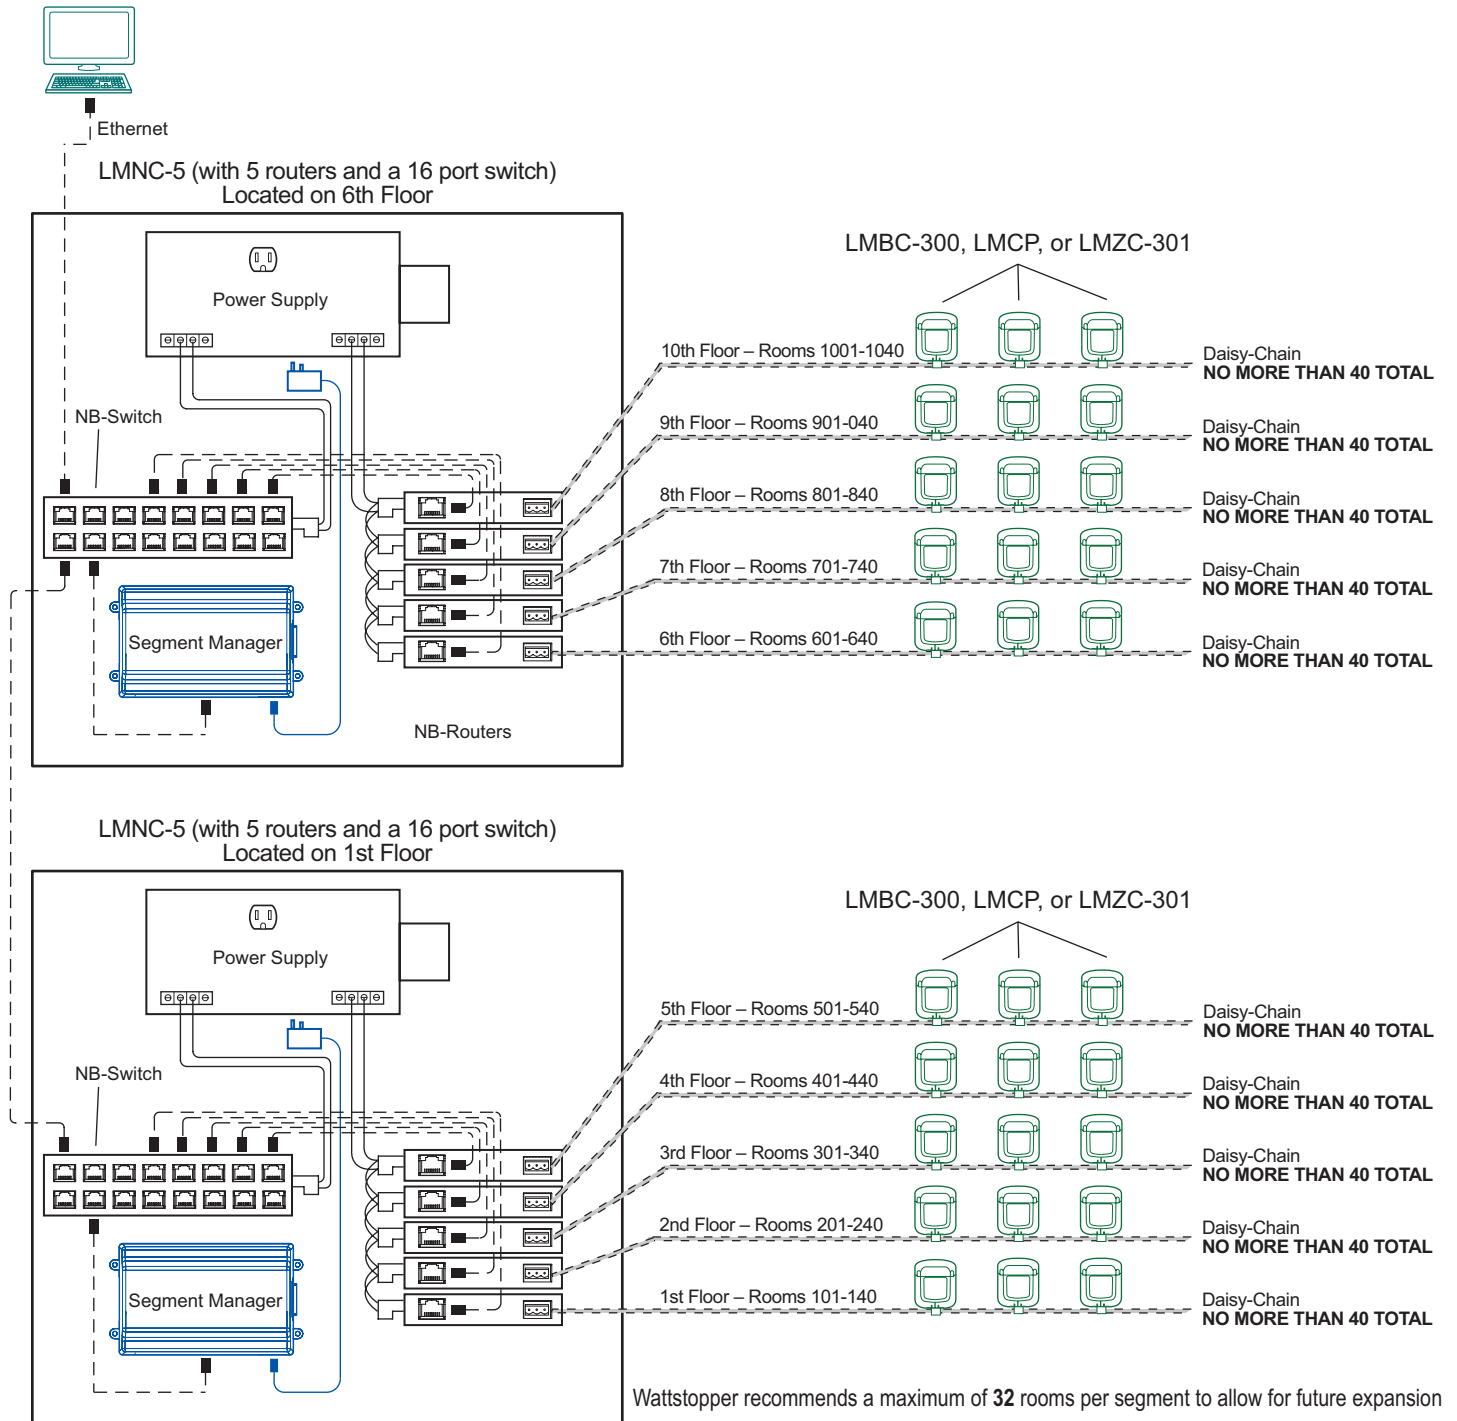 Ethernet
LMNC-5 (with 5 routers and a 16 port switch)
Located on 6th Floor
Power Supply
NB-Switch
Segment Manager
NB-Routers
LMBC-300, LMCP, or LMZC-301
10th Floor – Rooms 1001-1040
Daisy-Chain
NO MORE THAN 40 TOTAL
9th Floor – Rooms 901-040
Daisy-Chain
NO MORE THAN 40 TOTAL
8th Floor – Rooms 801-840
Daisy-Chain
NO MORE THAN 40 TOTAL
7th Floor – Rooms 701-740
Daisy-Chain
NO MORE THAN 40 TOTAL
6th Floor – Rooms 601-640
Daisy-Chain
NO MORE THAN 40 TOTAL
LMNC-5 (with 5 routers and a 16 port switch)
Located on 1st Floor
Power Supply
NB-Switch
Segment Manager
LMBC-300, LMCP, or LMZC-301
5th Floor – Rooms 501-540
Daisy-Chain
NO MORE THAN 40 TOTAL
4th Floor – Rooms 401-440
Daisy-Chain
NO MORE THAN 40 TOTAL
3rd Floor – Rooms 301-340
Daisy-Chain
NO MORE THAN 40 TOTAL
2nd Floor – Rooms 201-240
Daisy-Chain
NO MORE THAN 40 TOTAL
1st Floor – Rooms 101-140
Daisy-Chain
NO MORE THAN 40 TOTAL
Wattstopper recommends a maximum of 32 rooms per segment to allow for future expansion